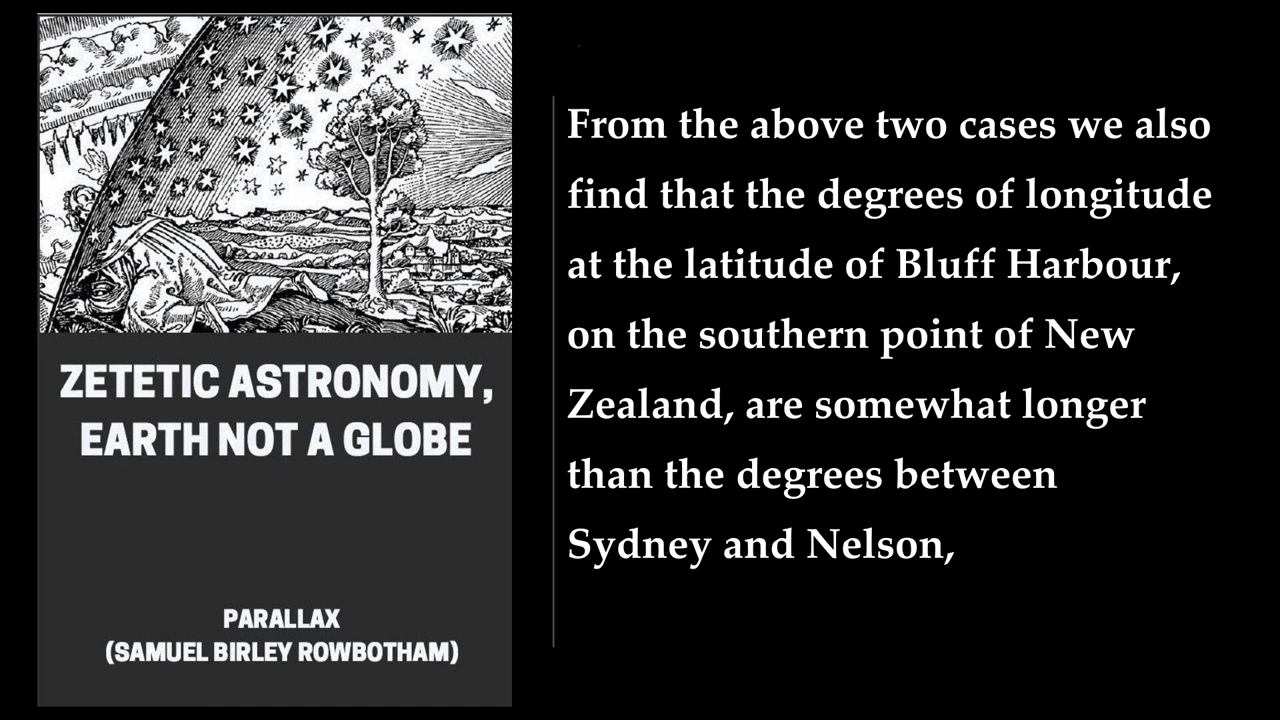 ZETETIC ASTRONOMY,
EARTH NOT A GLOBE
PARALLAX
(SAMUEL BIRLEY ROWBOTHAM)
From the above two cases we also
find that the degrees of longitude
at the latitude of Bluff Harbour,
on the southern point of New
Zealand, are somewhat longer
than the degrees between
Sydney and Nelson,